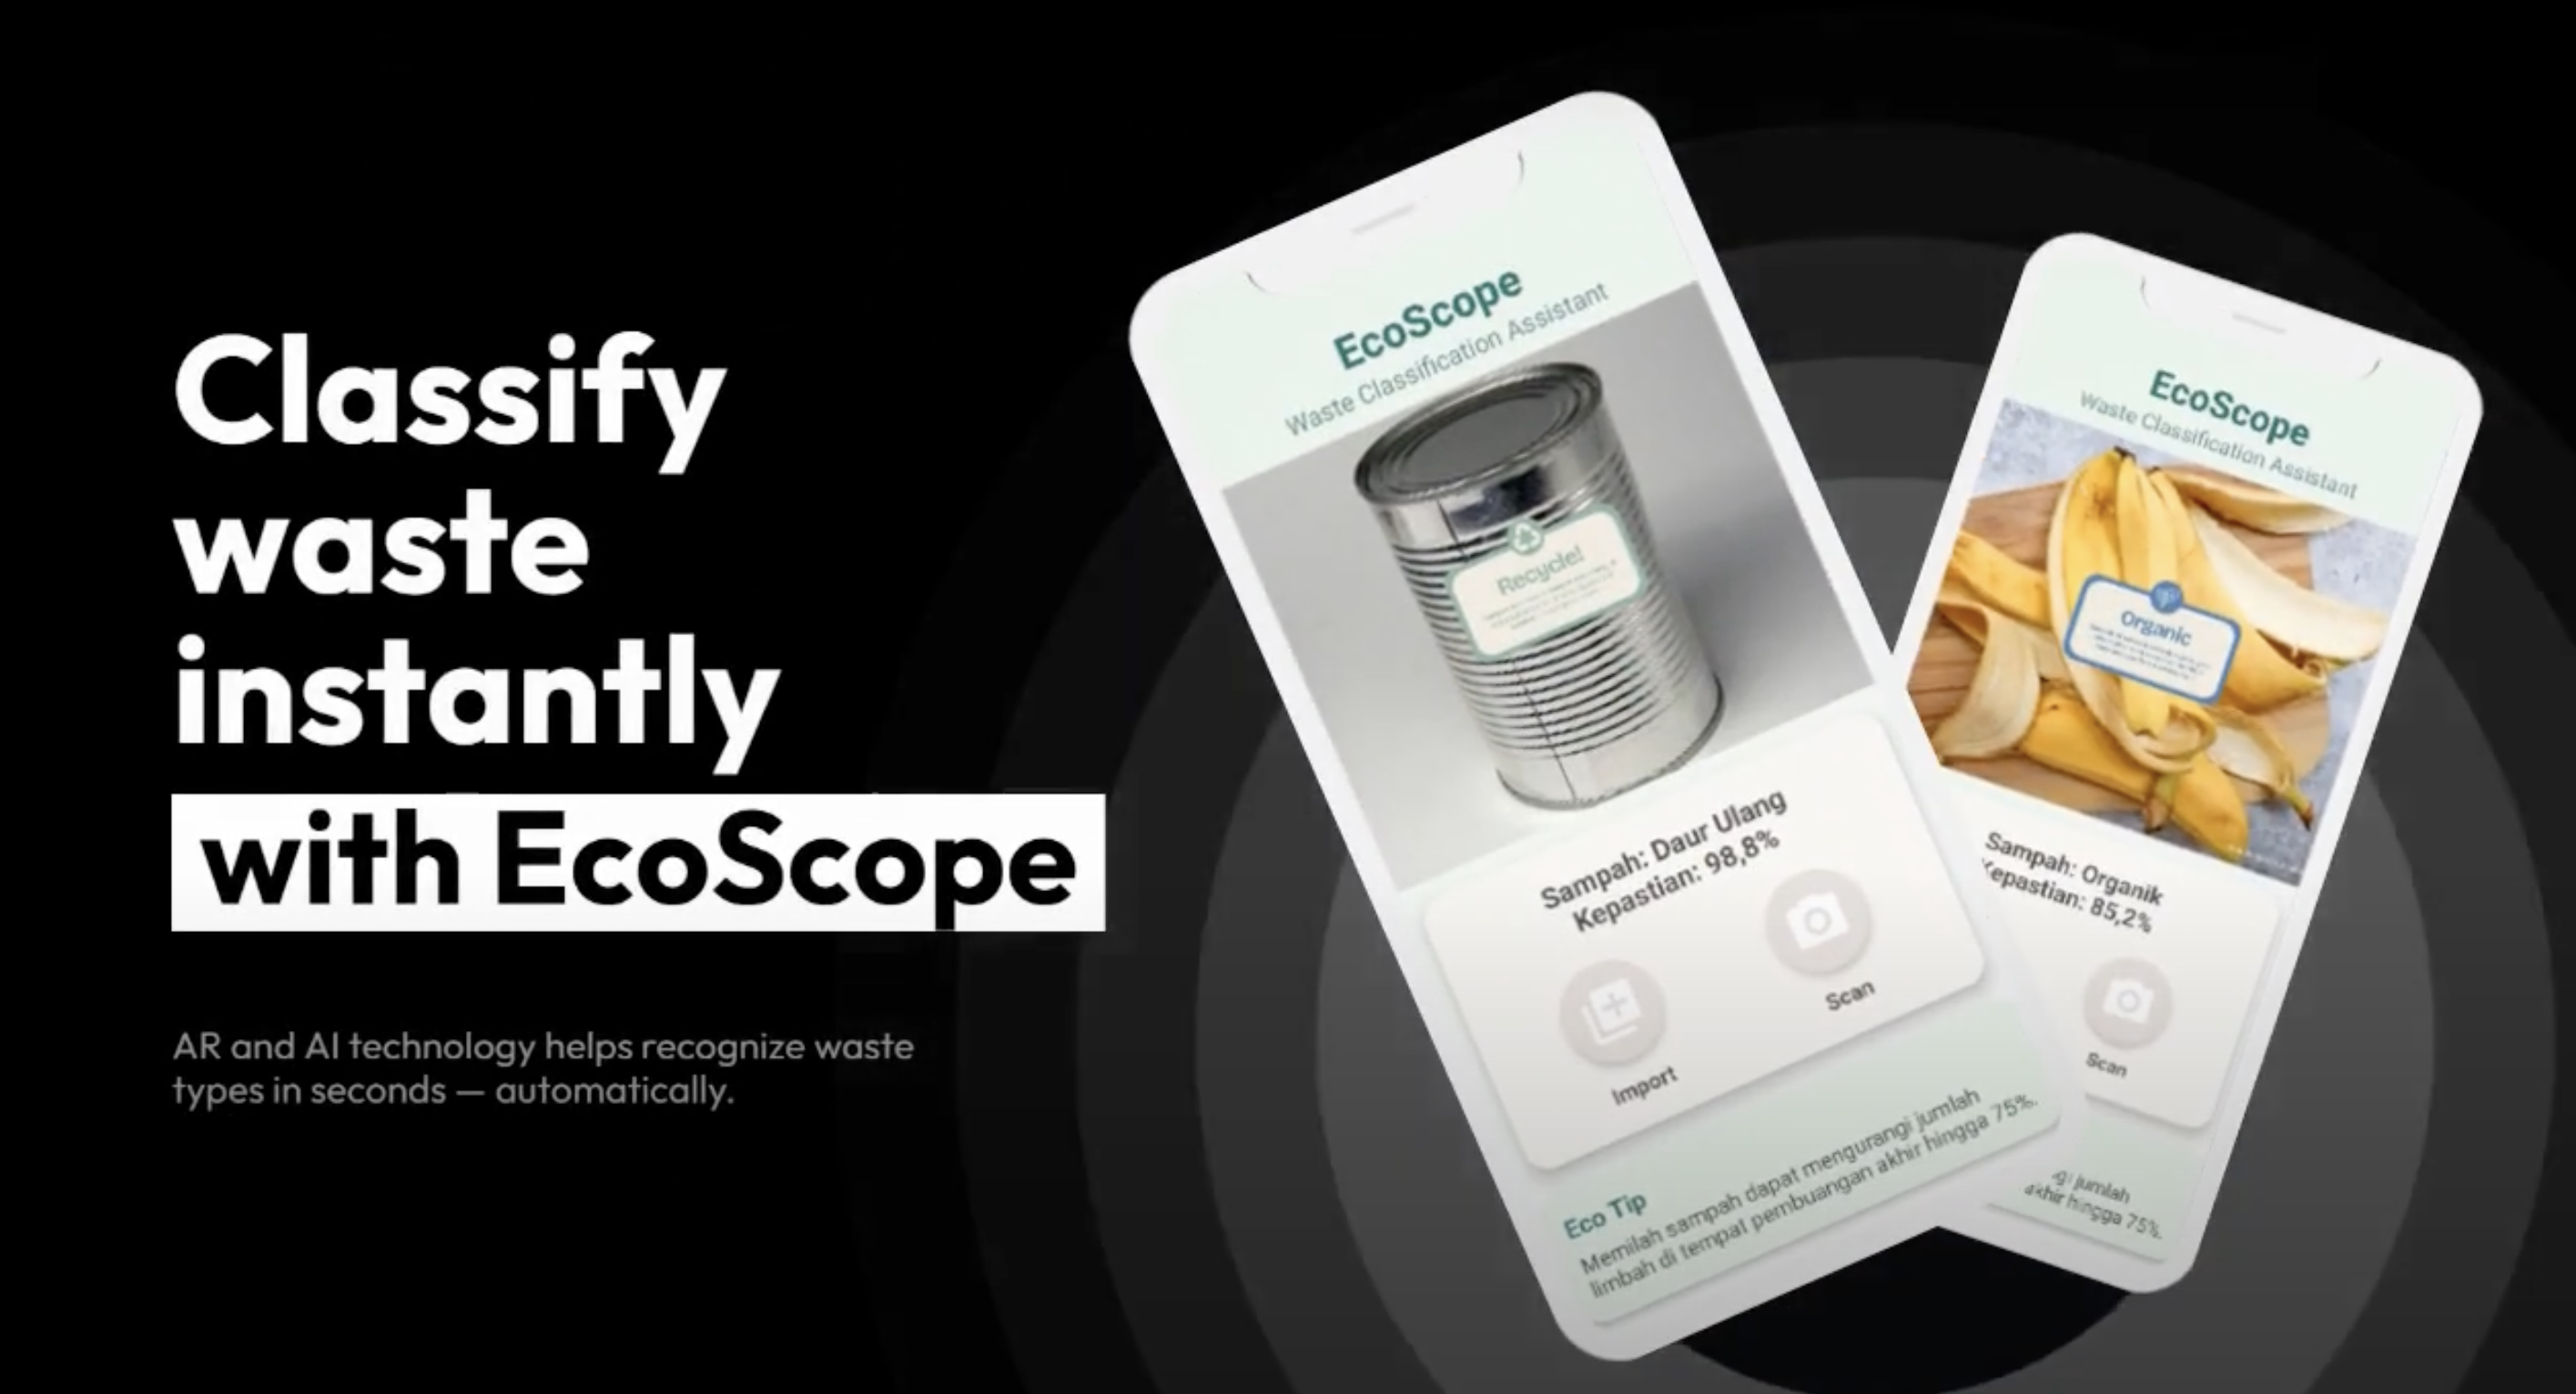 Classify
waste
instantly
with EcoScope
AR and AI technology helps recognize waste
types in seconds — automatically.
EcoScope
Waste Classification Assistant
Recycle!
Sampah: Daur Ulang
Kepastian: 98,8%
Import
Scan
Eco Tip
Memilah sampah dapat mengurangi jumlah
limbah di tempat pembuangan akhir hingga 75%.
EcoScope
Waste Classification Assistant
Organic
Sampah: Organik
Kepastian: 85,2%
Scan
jumlah
akhir hingga 75%.